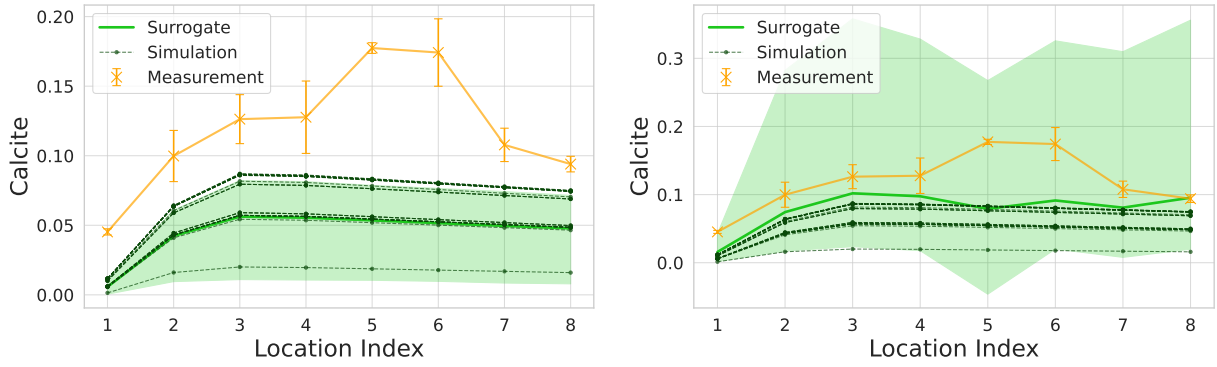 0.20
0.15
0.10
0.05
0.00
Calcite
Surrogate
Simulation
Measurement
1 2 3 4 5 6 7 8
Location Index
0.3
0.2
0.1
0.0
Calcite
Surrogate
Simulation
Measurement
1 2 3 4 5 6 7 8
Location Index